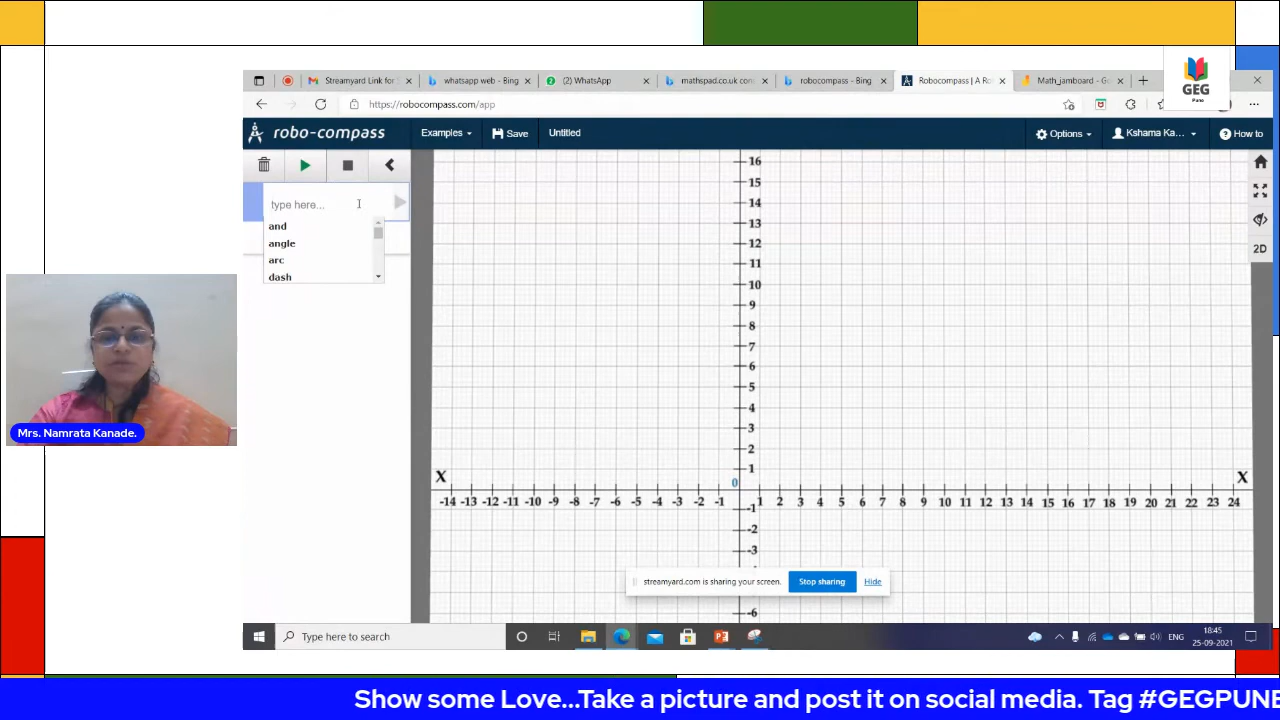 GEG
Pune
Streamyard Link for
whatsapp web - Bing
(2) WhatsApp
mathspad.co.uk com
robocompass - Bing
Robocompass | A Ro
Math_jamboard - G
https://robocompass.com/app
robo-compass
Examples
Save
Untitled
Options
Kshama Ka...
How to
type here...
and
angle
arc
dash
2D
16
15
14
13
12
11
10
9
8
7
6
5
4
3
2
1
X
0
X
-14 -13 -12 -11 -10 -9 -8 -7 -6 -5 -4 -3 -2 -1 1 2 3 4 5 6 7 8 9 10 11 12 13 14 15 16 17 18 19 20 21 22 23 24
-1
-2
-3
-6
streamyard.com is sharing your screen.
Stop sharing
Hide
Mrs. Namrata Kanade.
Type here to search
ENG
18:45
25-09-2021
Show some Love...Take a picture and post it on social media. Tag #GEGPUNE